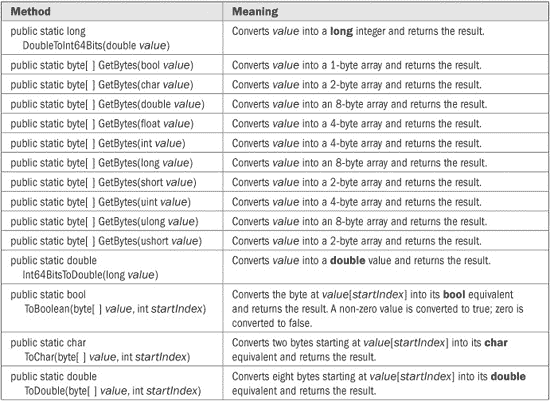 Method Meaning
public static long Converts value into a long integer and returns the result.
DoubleToInt64Bits(double value)
public static byte[ ] GetBytes(bool value) Converts value into a 1-byte array and returns the result.
public static byte[ ] GetBytes(char value) Converts value into a 2-byte array and returns the result.
public static byte[ ] GetBytes(double value) Converts value into an 8-byte array and returns the result.
public static byte[ ] GetBytes(float value) Converts value into a 4-byte array and returns the result.
public static byte[ ] GetBytes(int value) Converts value into a 4-byte array and returns the result.
public static byte[ ] GetBytes(long value) Converts value into an 8-byte array and returns the result.
public static byte[ ] GetBytes(short value) Converts value into a 2-byte array and returns the result.
public static byte[ ] GetBytes(uint value) Converts value into a 4-byte array and returns the result.
public static byte[ ] GetBytes(ulong value) Converts value into an 8-byte array and returns the result.
public static byte[ ] GetBytes(ushort value) Converts value into a 2-byte array and returns the result.
public static double Converts value into a double value and returns the result.
Int64BitsToDouble(long value)
public static bool Converts the byte at value[startIndex] into its bool equivalent
ToBoolean(byte[ ] value, int startIndex) and returns the result. A non-zero value is converted to true; zero is
converted to false.
public static char Converts two bytes starting at value[startIndex] into its char
ToChar(byte[ ] value, int startIndex) equivalent and returns the result.
public static double Converts eight bytes starting at value[startIndex] into its double
ToDouble(byte[ ] value, int startIndex) equivalent and returns the result.